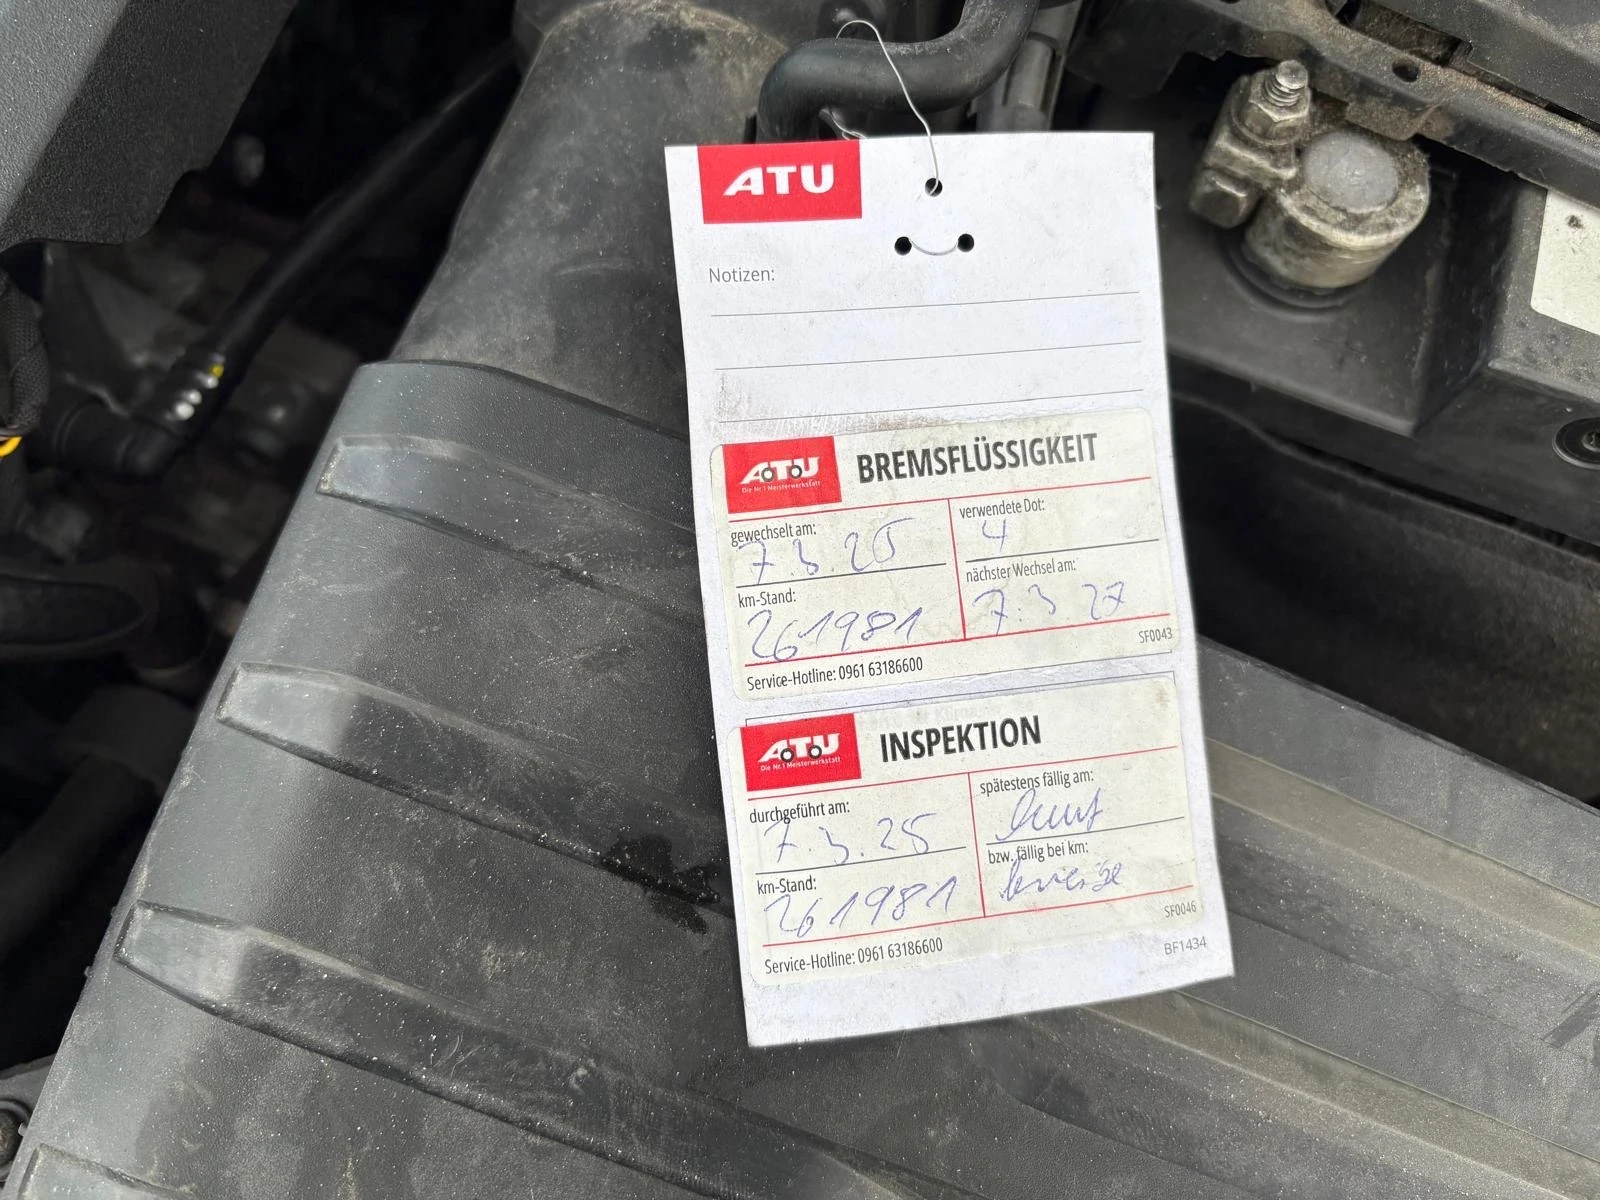 ATU
Notizen:
ATU
Die Nr.1 Meisterwerkstatt
BREMSFLÜSSIGKEIT
gewechselt am:
7.3.25
verwendete Dot:
4
km-Stand:
261981
nächster Wechsel am:
7.3 27
SF0043
Service-Hotline: 0961 63186600
ATU
Die Nr.1 Meisterwerkstatt
INSPEKTION
durchgeführt am:
7.3.25
spätestens fällig am:
km-Stand:
261981
bzw. fällig bei km:
SF0046
Service-Hotline: 0961 63186600
BF1434